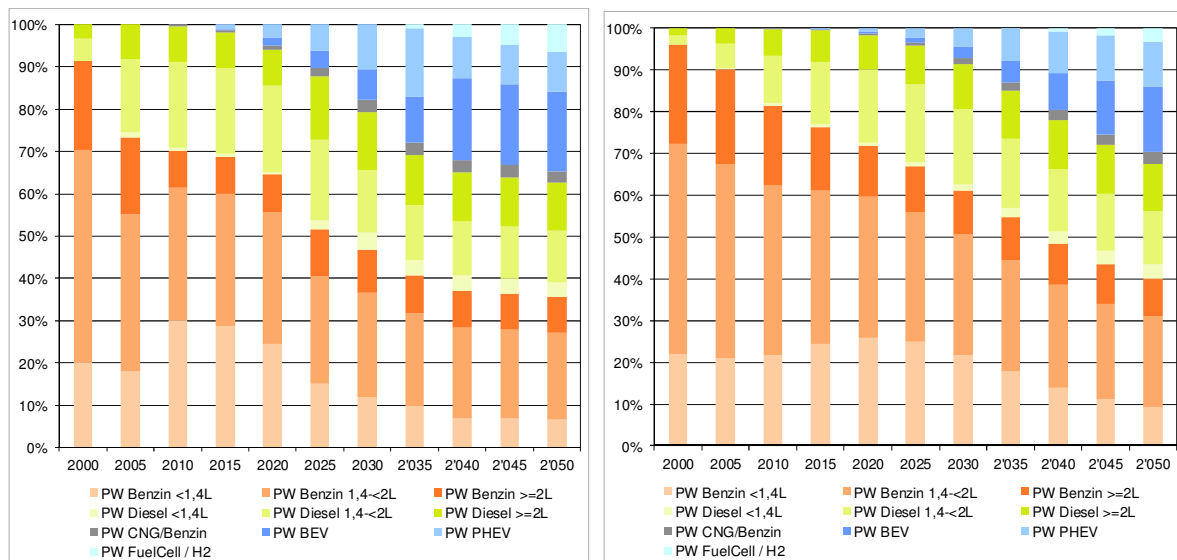 100%
90%
80%
70%
60%
50%
40%
30%
20%
10%
0%
2000 2005 2010 2015 2020 2025 2030 2'035 2'040 2'045 2'050
PW Benzin <1,4L PW Benzin 1,4-<2L PW Benzin >=2L
PW Diesel <1,4L PW Diesel 1,4-<2L PW Diesel >=2L
PW CNG/Benzin PW BEV PW PHEV
PW FuelCell / H2
100%
90%
80%
70%
60%
50%
40%
30%
20%
10%
0%
2000 2005 2010 2015 2020 2025 2030 2'035 2'040 2'045 2'050
PW Benzin <1,4L PW Benzin 1,4-<2L PW Benzin >=2L
PW Diesel <1,4L PW Diesel 1,4-<2L PW Diesel >=2L
PW CNG/Benzin PW BEV PW PHEV
PW FuelCell / H2